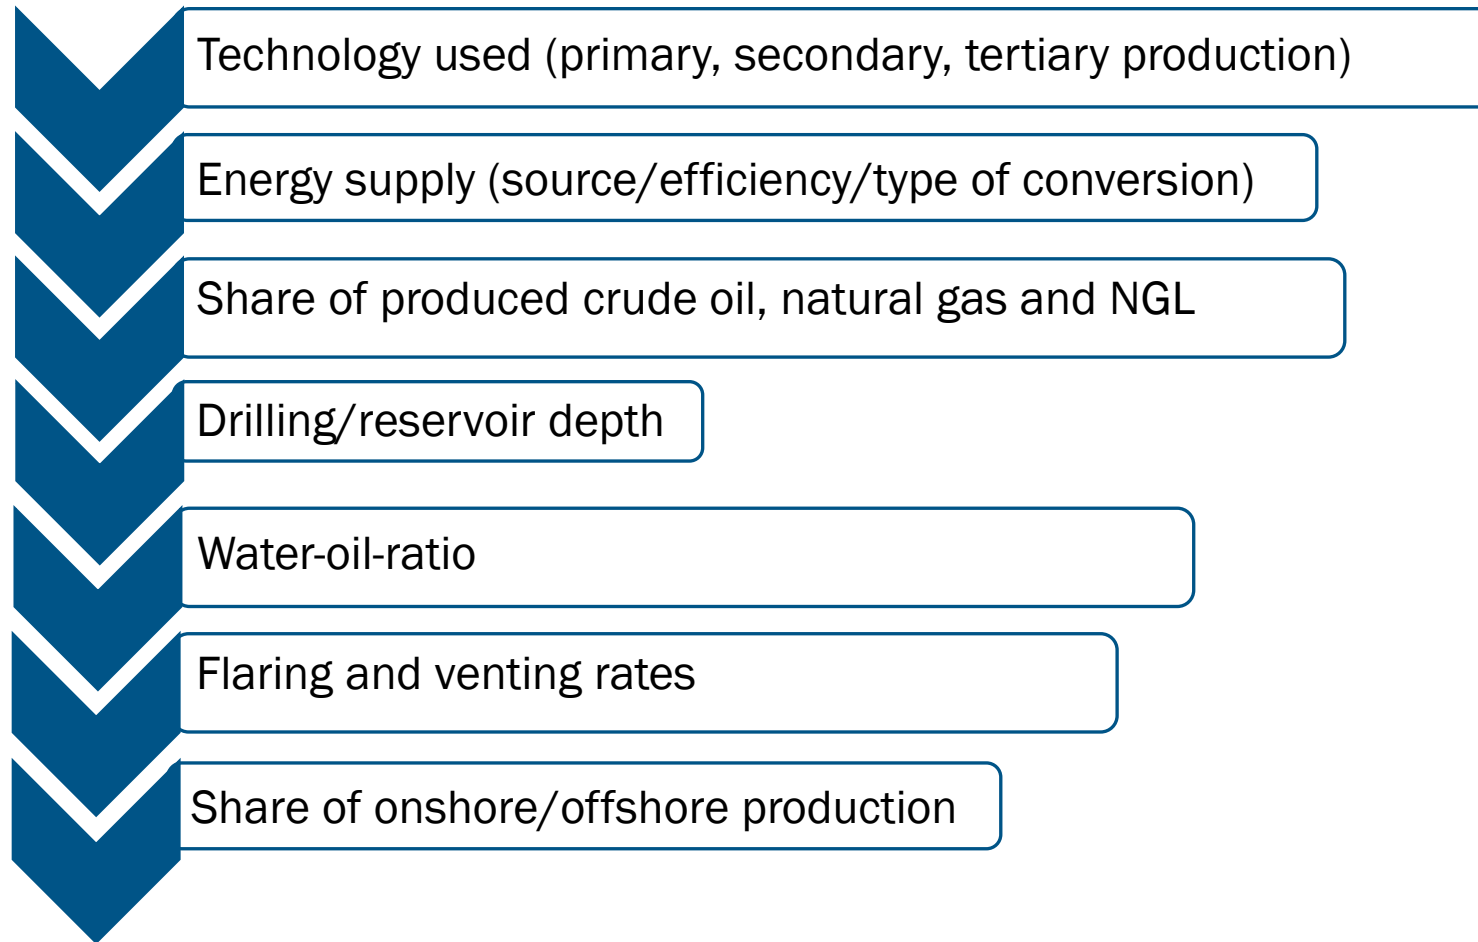 Technology used (primary, secondary, tertiary production)
Energy supply (source/efficiency/type of conversion)
Share of produced crude oil, natural gas and NGL
Drilling/reservoir depth
Water-oil-ratio
Flaring and venting rates
Share of onshore/offshore production